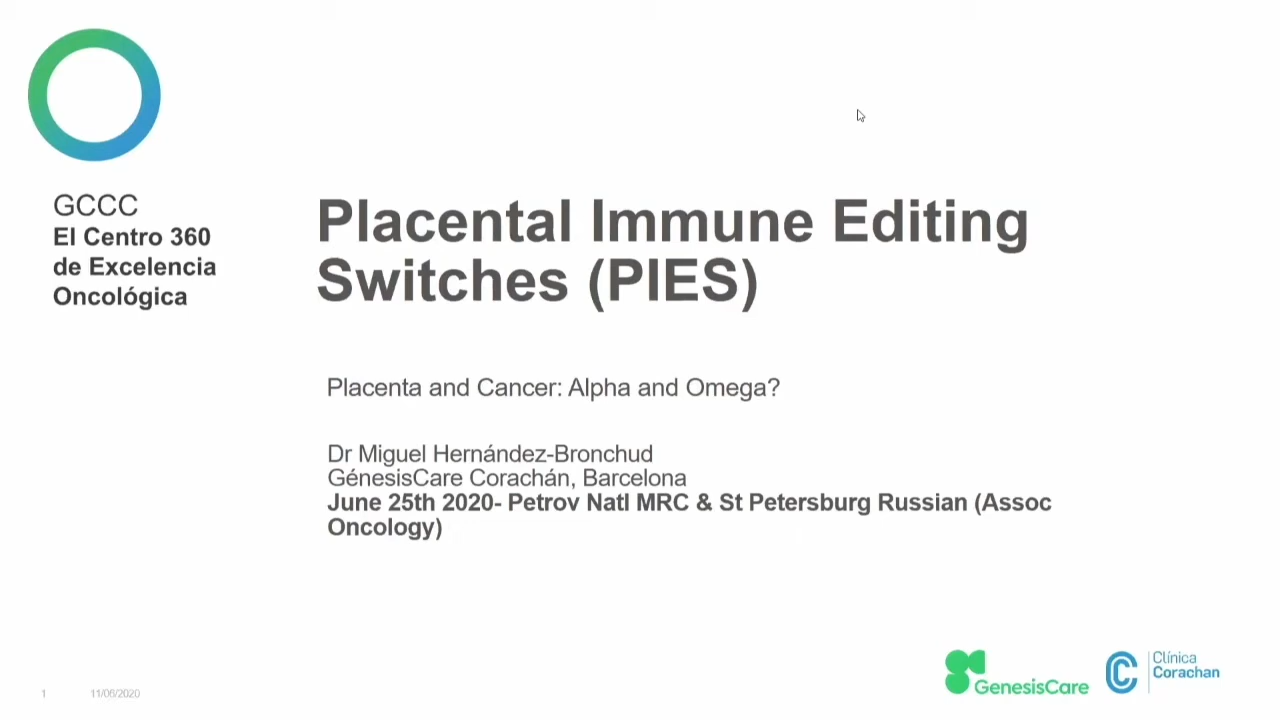 GCCC
El Centro 360
de Excelencia
Oncológica
Placental Immune Editing
Switches (PIES)
Placenta and Cancer: Alpha and Omega?
Dr Miguel Hernández-Bronchud
GénesisCare Corachán, Barcelona
June 25th 2020- Petrov Natl MRC & St Petersburg Russian (Assoc
Oncology)
1
11/06/2020
GenesisCare
Clínica
Corachan